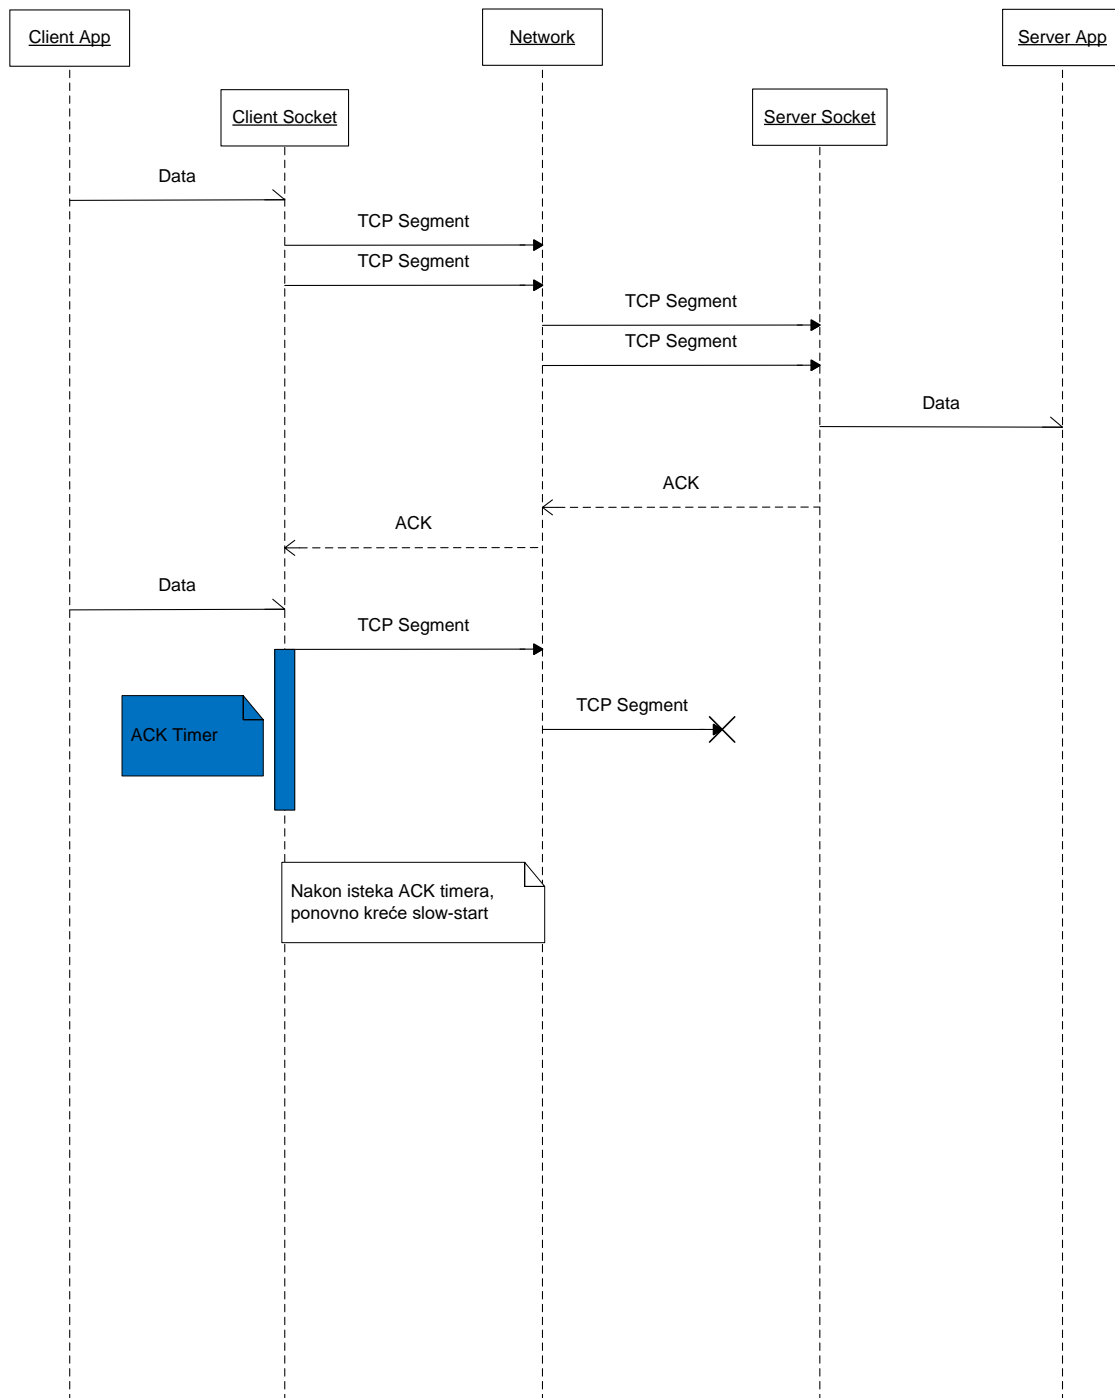 Client App
Network
Server App
Client Socket
Server Socket
Data
TCP Segment
TCP Segment
TCP Segment
TCP Segment
Data
ACK
ACK
Data
TCP Segment
TCP Segment
ACK Timer
Nakon isteka ACK timera,
ponovno kreće slow-start